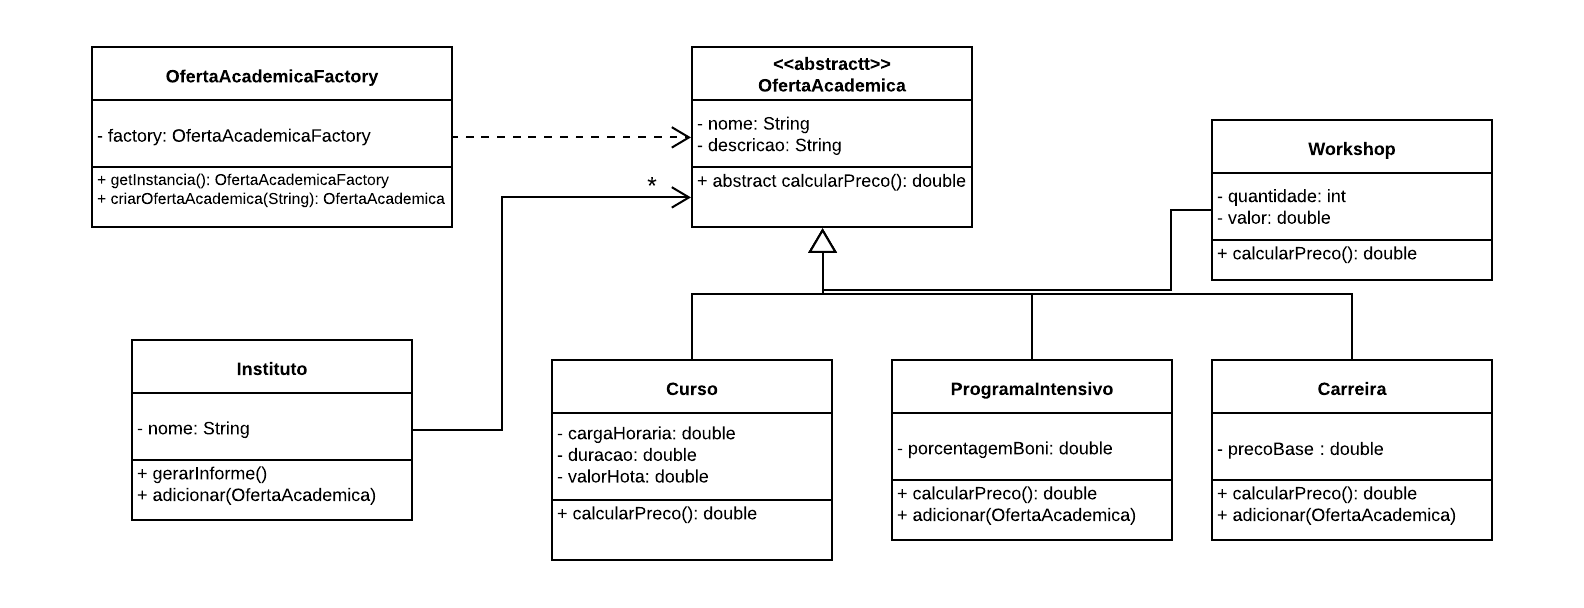 OfertaAcademicaFactory
- factory: OfertaAcademicaFactory
+ getInstancia(): OfertaAcademicaFactory
+ criarOfertaAcademica(String): OfertaAcademica
<<abstractt>>
OfertaAcademica
- nome: String
- descricao: String
+ abstract calcularPreco(): double
*
Workshop
- quantidade: int
- valor: double
+ calcularPreco(): double
Instituto
- nome: String
+ gerarInforme()
+ adicionar(OfertaAcademica)
Curso
- cargaHoraria: double
- duracao: double
- valorHota: double
+ calcularPreco(): double
ProgramaIntensivo
- porcentagemBoni: double
+ calcularPreco(): double
+ adicionar(OfertaAcademica)
Carreira
- precoBase : double
+ calcularPreco(): double
+ adicionar(OfertaAcademica)